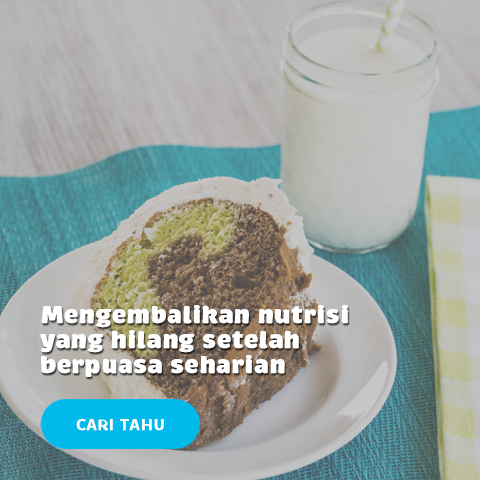 Mengembalikan nutrisi
yang hilang setelah
berpuasa seharian
CARI TAHU